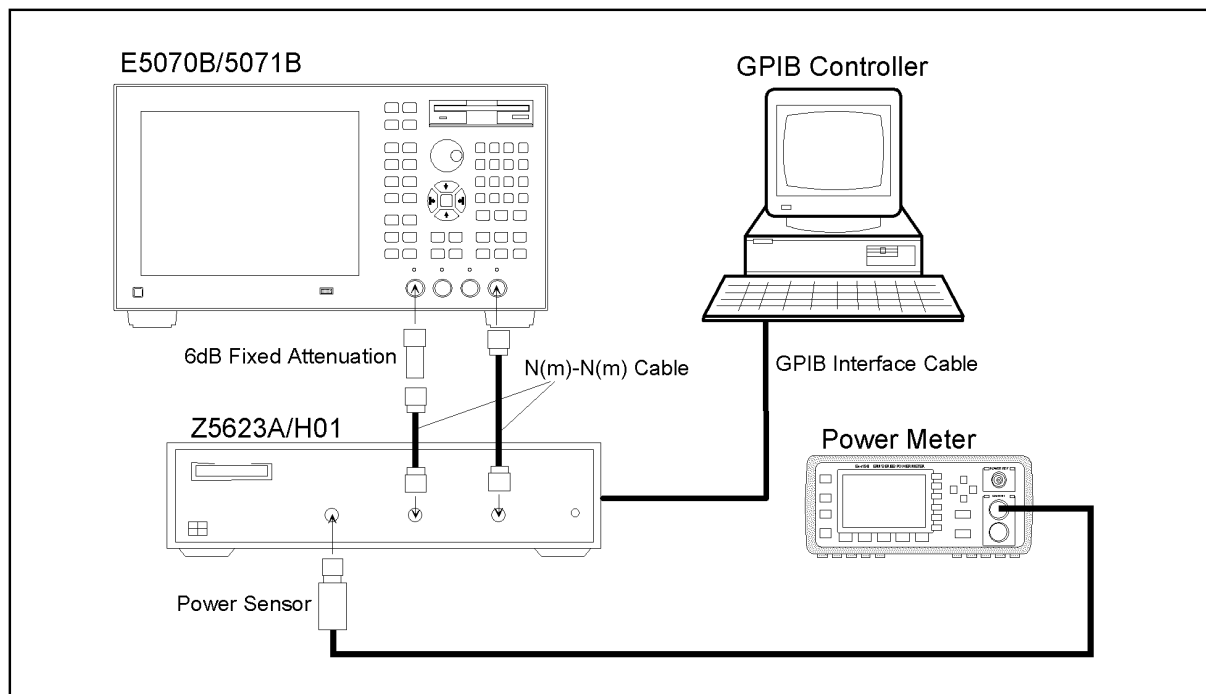 E5070B/5071B
GPIB Controller
6dB Fixed Attenuation
N(m)-N(m) Cable
GPIB Interface Cable
Z5623A/H01
Power Meter
Power Sensor